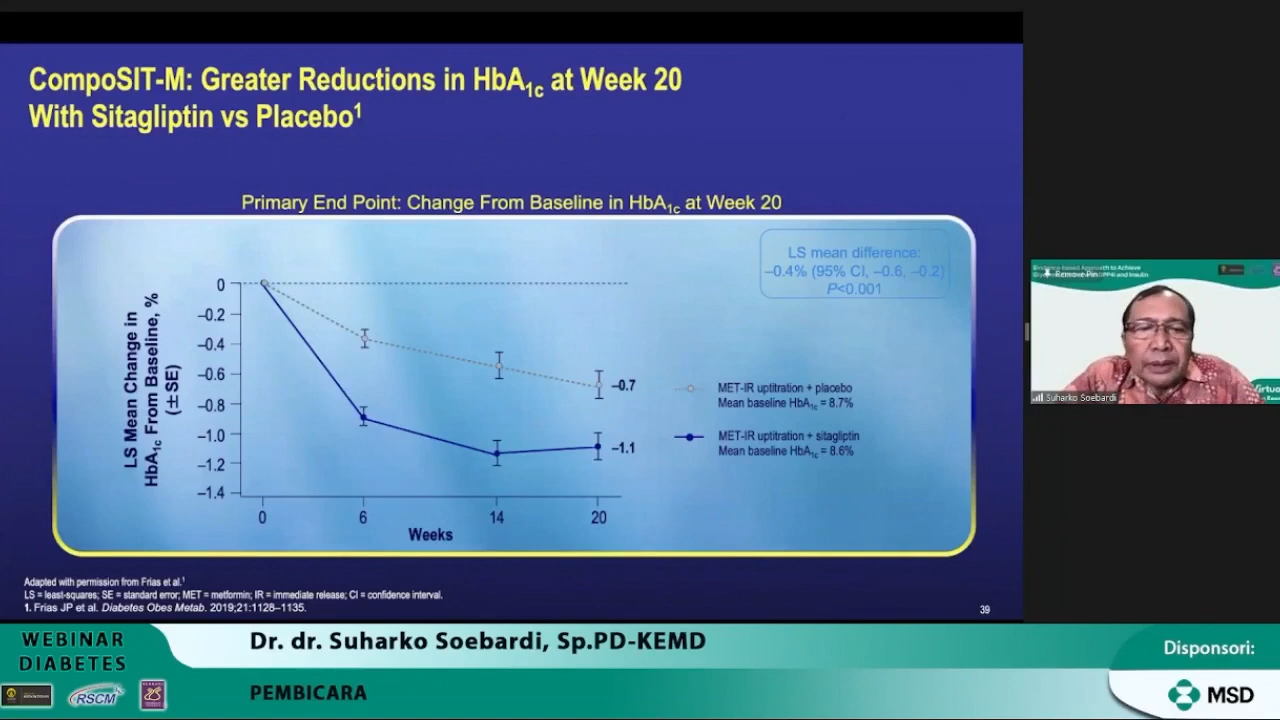 CompoSIT-M: Greater Reductions in HbA1c at Week 20
With Sitagliptin vs Placebo1
Primary End Point: Change From Baseline in HbA1c at Week 20
LS mean difference:
–0.4% (95% CI, –0.6, –0.2)
P<0.001
LS Mean Change in
HbA1c From Baseline, %
(±SE)
0
–0.2
–0.4
–0.6
–0.8
–1.0
–1.2
–1.4
–0.7
–1.1
MET-IR uptitration + placebo
Mean baseline HbA1c = 8.7%
MET-IR uptitration + sitagliptin
Mean baseline HbA1c = 8.6%
0 6 14 20
Weeks
Adapted with permission from Frias et al.1
LS = least-squares; SE = standard error; MET = metformin; IR = immediate release; CI = confidence interval.
1. Frias JP et al. Diabetes Obes Metab. 2019;21:1128–1135.
39
Remove Pin
Suharko Soebardi
WEBINAR
DIABETES
Dr. dr. Suharko Soebardi, Sp.PD-KEMD
PEMBICARA
RSCM
Disponsori:
MSD